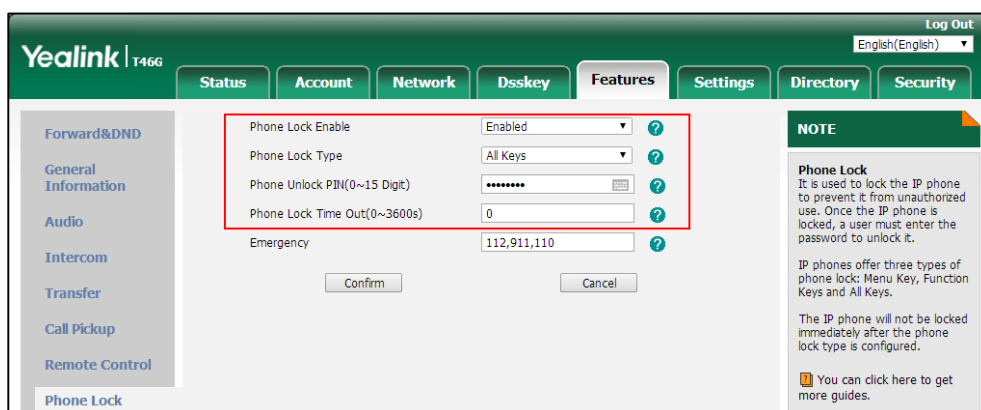 Log Out
Yealink | T46G
English(English)
Status Account Network Dsskey Features Settings Directory Security
Forward&DND
General
Information
Audio
Intercom
Transfer
Call Pickup
Remote Control
Phone Lock
Phone Lock Enable Enabled
Phone Lock Type All Keys
Phone Unlock PIN(0~15 Digit) ••••••••
Phone Lock Time Out(0~3600s) 0
Emergency 112,911,110
Confirm Cancel
NOTE
Phone Lock
It is used to lock the IP phone
to prevent it from unauthorized
use. Once the IP phone is
locked, a user must enter the
password to unlock it.
IP phones offer three types of
phone lock: Menu Key, Function
Keys and All Keys.
The IP phone will not be locked
immediately after the phone
lock type is configured.
You can click here to get
more guides.